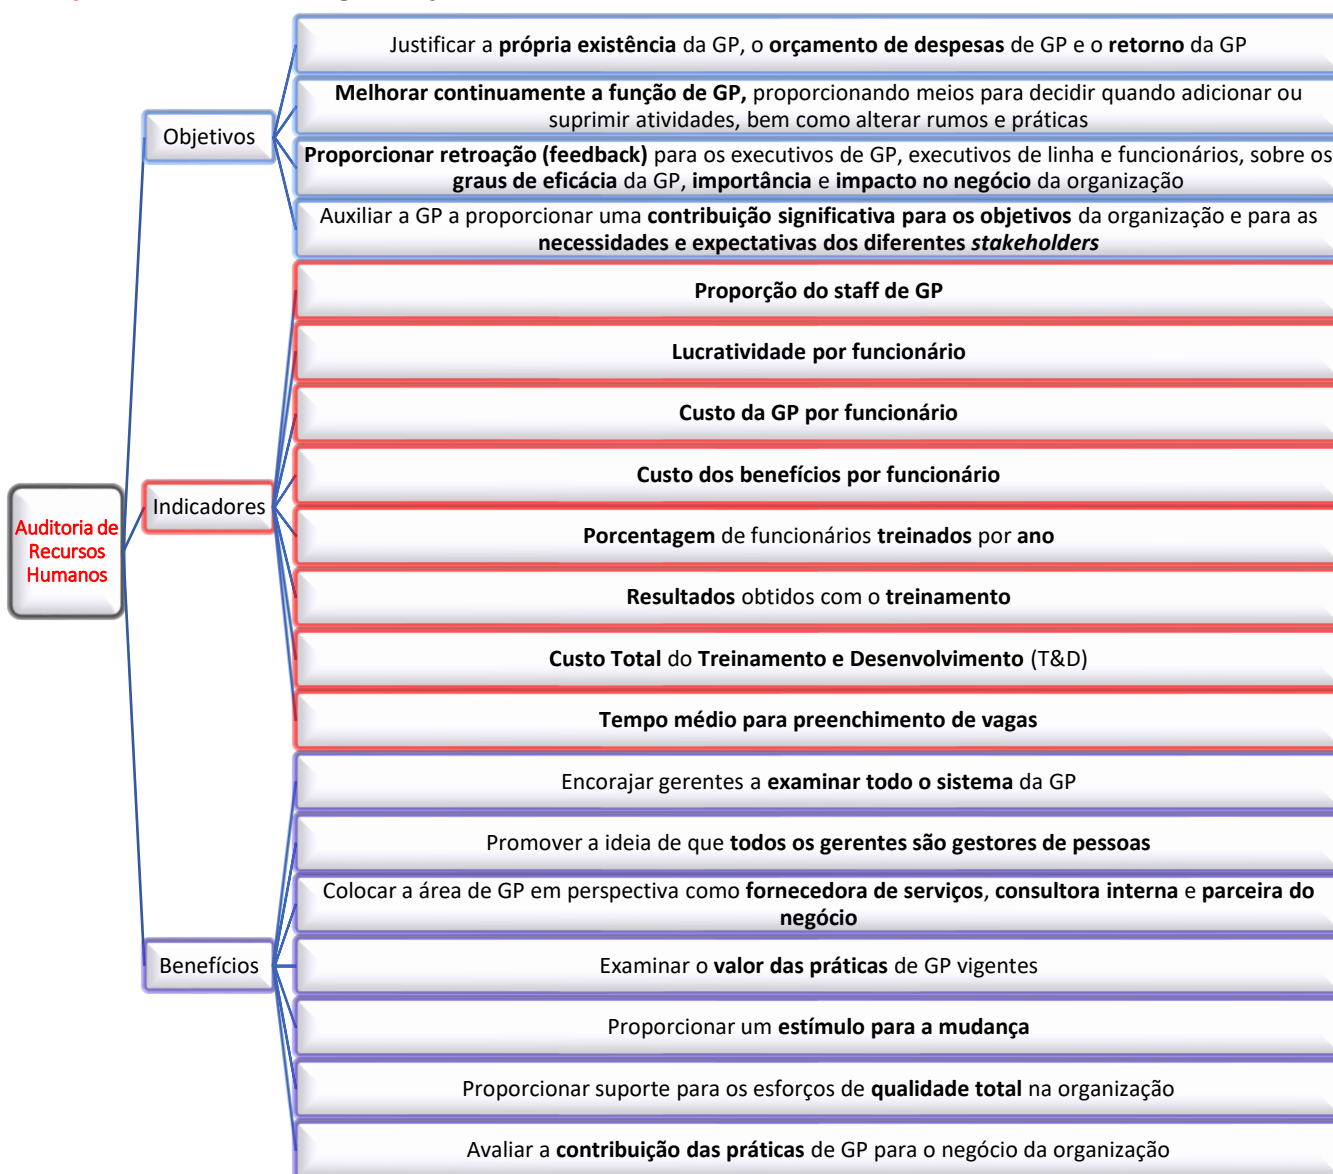 Justificar a própria existência da GP, o orçamento de despesas de GP e o retorno da GP
Melhorar continuamente a função de GP, proporcionando meios para decidir quando adicionar ou
suprimir atividades, bem como alterar rumos e práticas
Objetivos
Proporcionar retroação (feedback) para os executivos de GP, executivos de linha e funcionários, sobre os
graus de eficácia da GP, importância e impacto no negócio da organização
Auxiliar a GP a proporcionar uma contribuição significativa para os objetivos da organização e para as
necessidades e expectativas dos diferentes stakeholders
Proporção do staff de GP
Lucratividade por funcionário
Custo da GP por funcionário
Custo dos benefícios por funcionário
Indicadores
Auditoria de
Recursos
Humanos
Porcentagem de funcionários treinados por ano
Resultados obtidos com o treinamento
Custo Total do Treinamento e Desenvolvimento (T&D)
Tempo médio para preenchimento de vagas
Encorajar gerentes a examinar todo o sistema da GP
Promover a ideia de que todos os gerentes são gestores de pessoas
Colocar a área de GP em perspectiva como fornecedora de serviços, consultora interna e parceira do
negócio
Benefícios
Examinar o valor das práticas de GP vigentes
Proporcionar um estímulo para a mudança
Proporcionar suporte para os esforços de qualidade total na organização
Avaliar a contribuição das práticas de GP para o negócio da organização